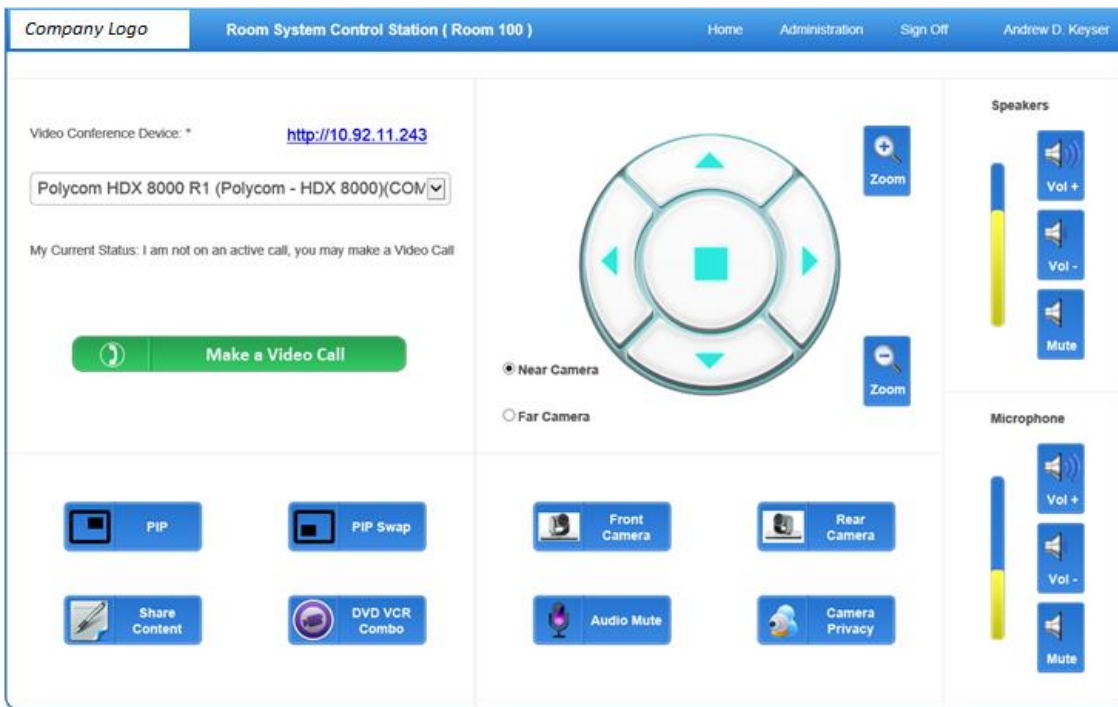 Company Logo
Room System Control Station ( Room 100 )
Home
Administration
Sign Off
Andrew D. Keyser
Video Conference Device: *
http://10.92.11.243
Polycom HDX 8000 R1 (Polycom - HDX 8000)(COM
My Current Status: I am not on an active call, you may make a Video Call
Make a Video Call
Zoom
Near Camera
Far Camera
Zoom
Speakers
Vol +
Vol -
Mute
PIP
PIP Swap
Share
Content
DVD VCR
Combo
Front
Camera
Rear
Camera
Audio Mute
Camera
Privacy
Microphone
Vol +
Vol -
Mute